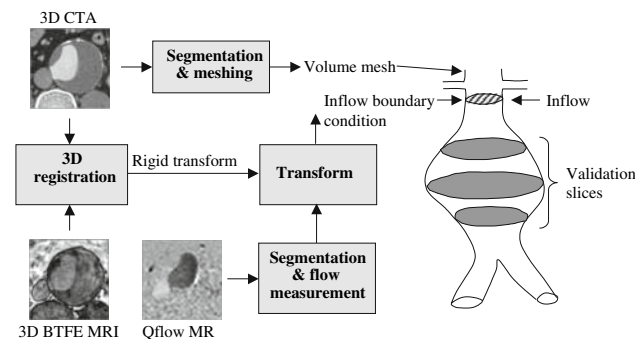 3D CTA
Segmentation
& meshing
Volume mesh
Inflow boundary
condition
Inflow
3D
registration
Rigid transform
Transform
Validation
slices
Segmentation
& flow
measurement
3D BTFE MRI
Qflow MR